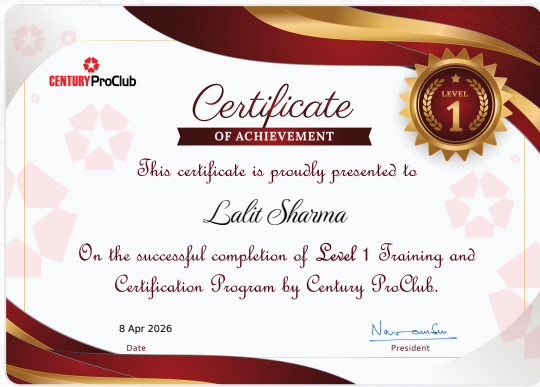 CENTURY ProClub
Certificate
OF ACHIEVEMENT
LEVEL
1
This certificate is proudly presented to
Lalit Sharma
On the successful completion of Level 1 Training and
Certification Program by Century ProClub.
8 Apr 2026
Date
President